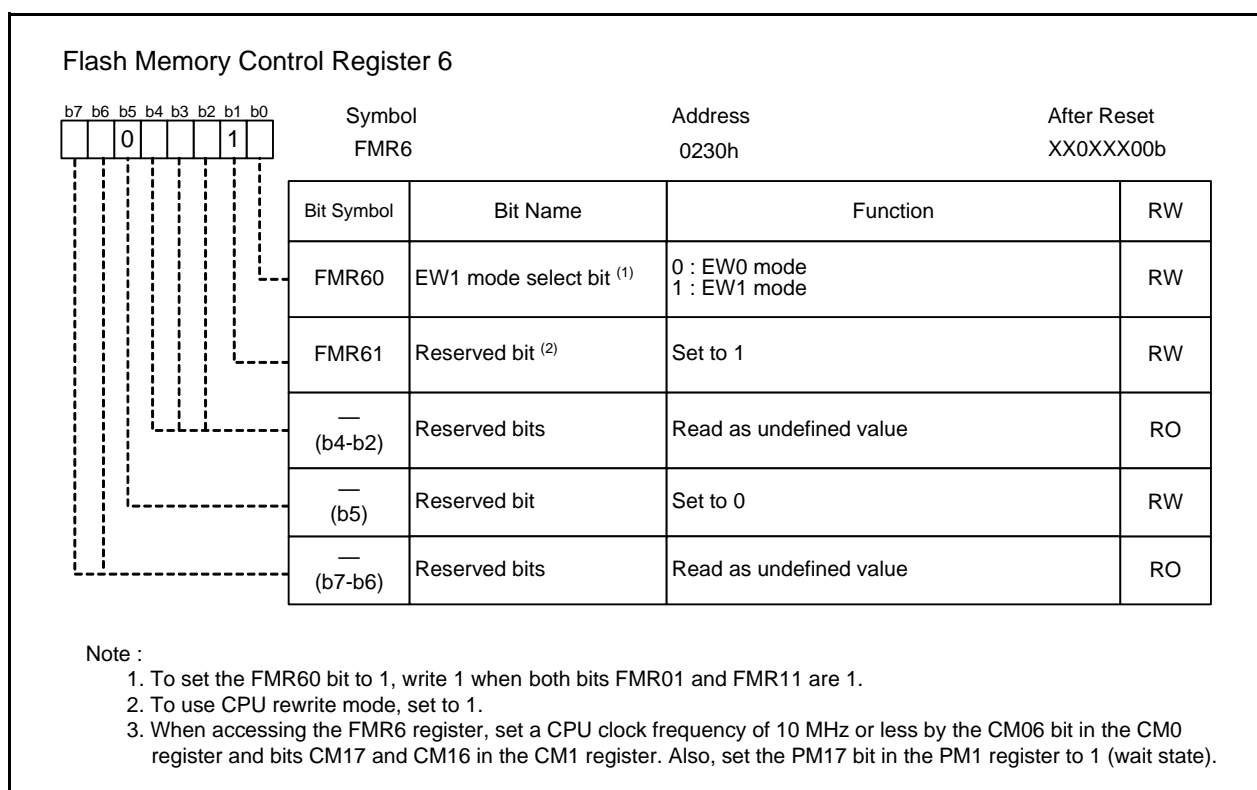 Flash Memory Control Register 6
b7 b6 b5 b4 b3 b2 b1 b0 Symbol Address After Reset
0 1 FMR6 0230h XX0XXX00b
Bit Symbol Bit Name Function RW
FMR60 EW1 mode select bit (1) 0 : EW0 mode
1 : EW1 mode RW
FMR61 Reserved bit (2) Set to 1 RW
—
(b4-b2) Reserved bits Read as undefined value RO
—
(b5) Reserved bit Set to 0 RW
—
(b7-b6) Reserved bits Read as undefined value RO
Note :
1. To set the FMR60 bit to 1, write 1 when both bits FMR01 and FMR11 are 1.
2. To use CPU rewrite mode, set to 1.
3. When accessing the FMR6 register, set a CPU clock frequency of 10 MHz or less by the CM06 bit in the CM0
register and bits CM17 and CM16 in the CM1 register. Also, set the PM17 bit in the PM1 register to 1 (wait state).